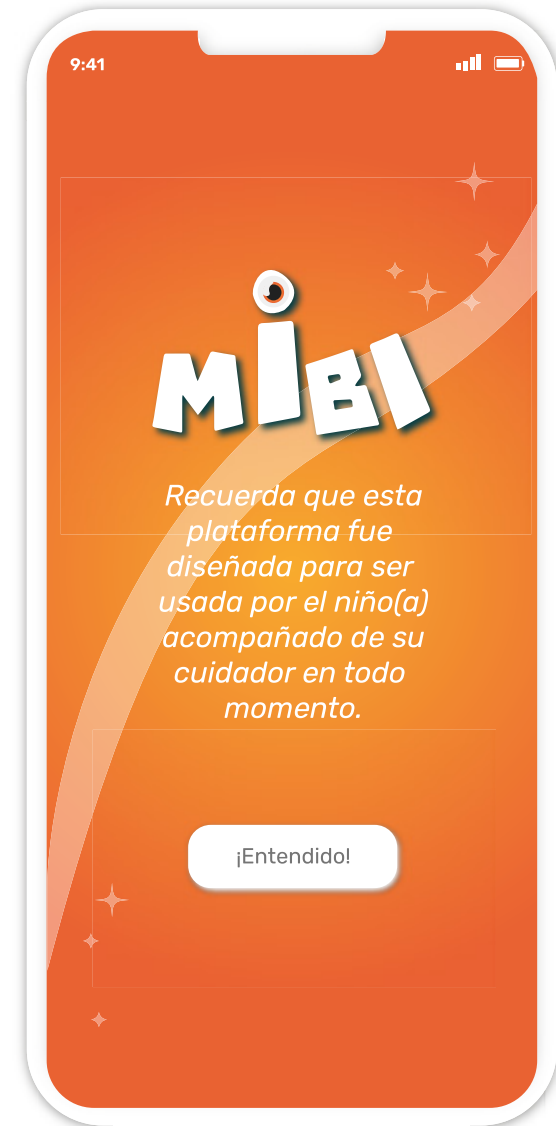 9:41
MiBI
Recuerda que esta
plataforma fue
diseñada para ser
usada por el niño(a)
acompañado de su
cuidador en todo
momento.
¡Entendido!